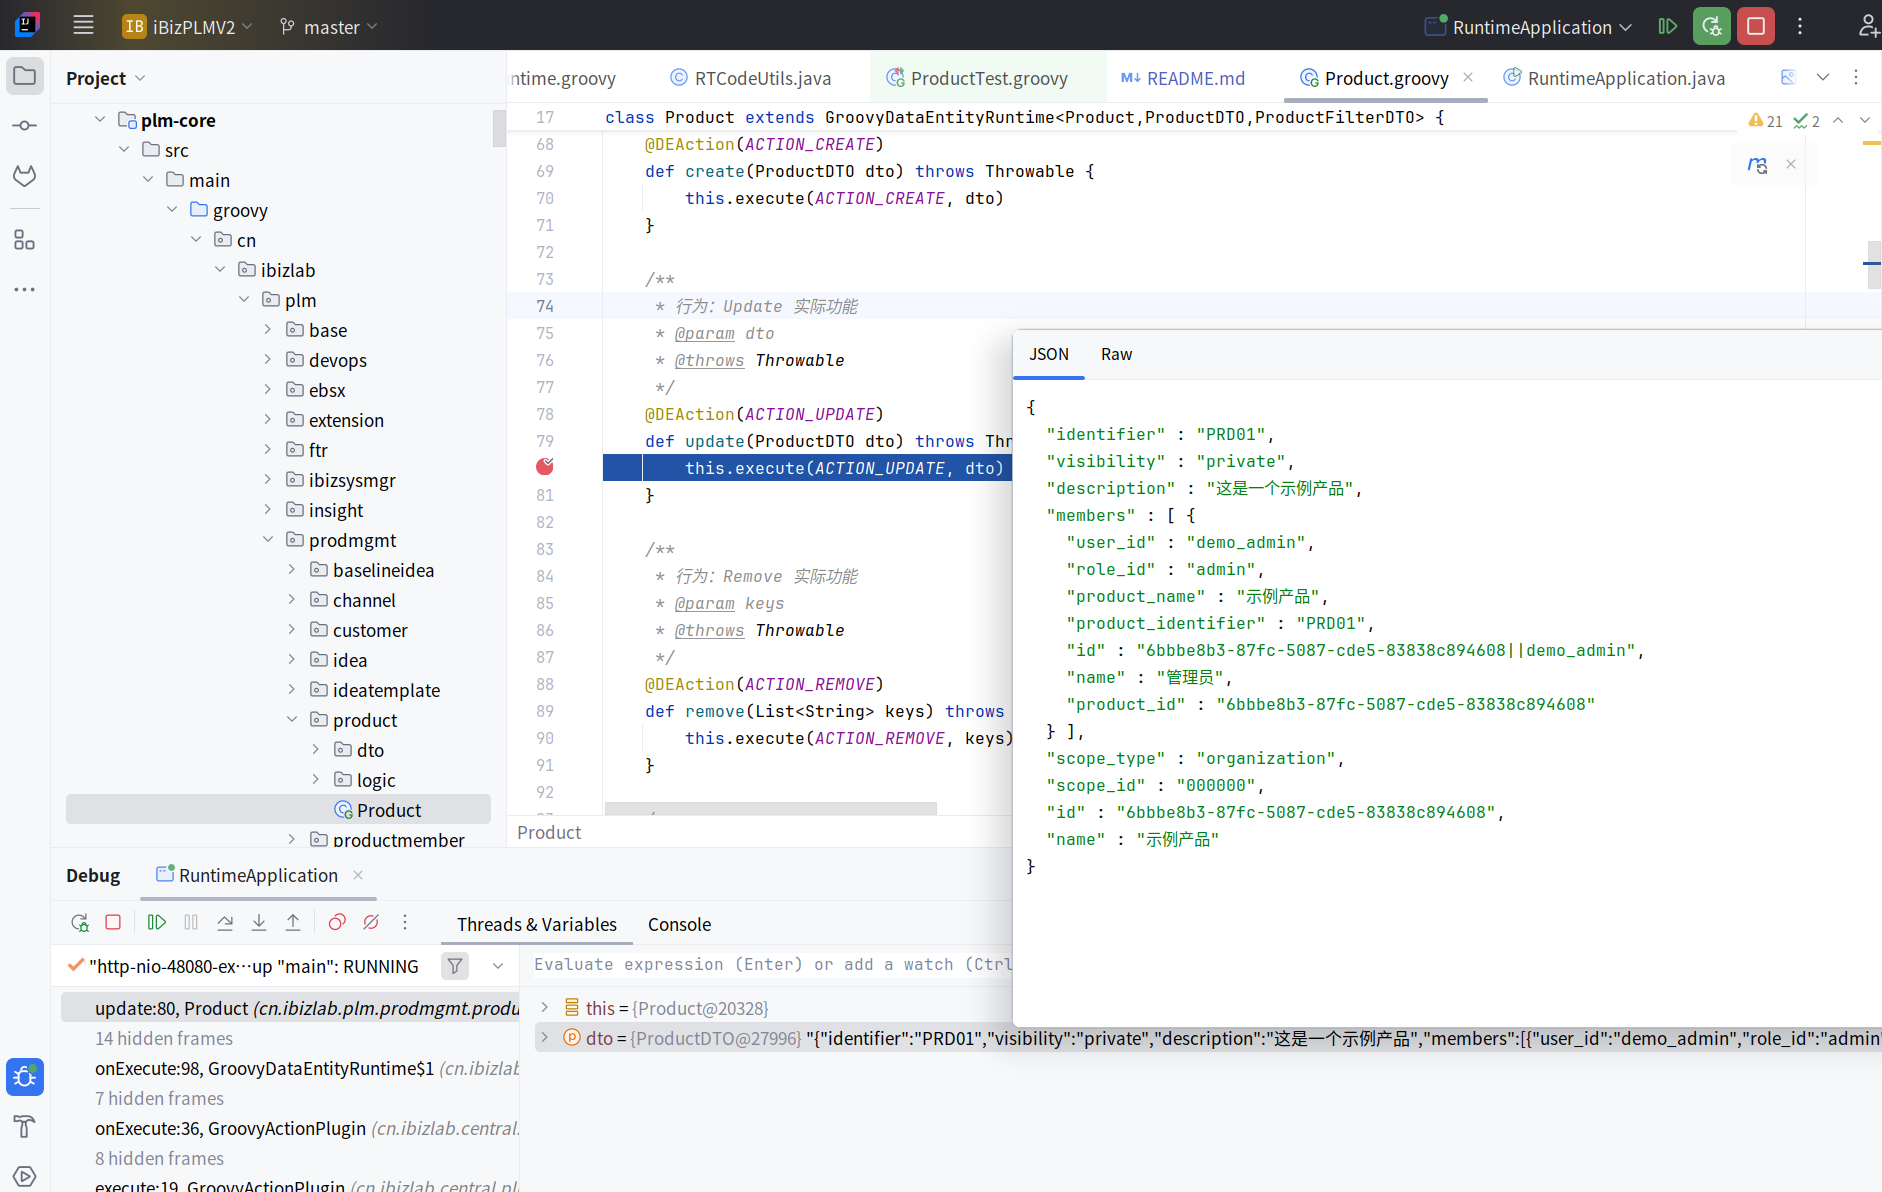 IB iBizPLMV2 master RuntimeApplication
Project
plm-core
src
main
groovy
cn
ibizlab
plm
base
devops
ebsx
extension
ftr
ibizsysmgr
insight
prodmgmt
baselineidea
channel
customer
idea
ideatemplate
product
dto
logic
Product
productmember
ntime.groovy RTCodeUtils.java ProductTest.groovy README.md Product.groovy RuntimeApplication.java
21 2
17 class Product extends GroovyDataEntityRuntime<Product,ProductDTO,ProductFilterDTO> {
68 @DEAction(ACTION_CREATE)
69 def create(ProductDTO dto) throws Throwable {
70 this.execute(ACTION_CREATE, dto)
71 }
72
73 /**
74 * 行为：Update 实际功能
75 * @param dto
76 * @throws Throwable
77 */
78 @DEAction(ACTION_UPDATE)
79 def update(ProductDTO dto) throws Thr
this.execute(ACTION_UPDATE, dto)
81 }
82
83 /**
84 * 行为：Remove 实际功能
85 * @param keys
86 * @throws Throwable
87 */
88 @DEAction(ACTION_REMOVE)
89 def remove(List<String> keys) throws
90 this.execute(ACTION_REMOVE, keys)
91 }
92
Product
JSON Raw
{
"identifier" : "PRD01",
"visibility" : "private",
"description" : "这是一个示例产品",
"members" : [ {
"user_id" : "demo_admin",
"role_id" : "admin",
"product_name" : "示例产品",
"product_identifier" : "PRD01",
"id" : "6bbbe8b3-87fc-5087-cde5-83838c894608||demo_admin",
"name" : "管理员",
"product_id" : "6bbbe8b3-87fc-5087-cde5-83838c894608"
} ],
"scope_type" : "organization",
"scope_id" : "000000",
"id" : "6bbbe8b3-87fc-5087-cde5-83838c894608",
"name" : "示例产品"
}
Debug RuntimeApplication
Threads & Variables Console
"http-nio-48080-ex…up "main": RUNNING
update:80, Product (cn.ibizlab.plm.prodmgmt.produ
14 hidden frames
onExecute:98, GroovyDataEntityRuntime$1 (cn.ibizlab
7 hidden frames
onExecute:36, GroovyActionPlugin (cn.ibizlab.central.
8 hidden frames
execute:19, GroovyActionPlugin (cn.ibizlab.central.pl
Evaluate expression (Enter) or add a watch (Ctrl
this = {Product@20328}
dto = {ProductDTO@27996} "{"identifier":"PRD01","visibility":"private","description":"这是一个示例产品","members":[{"user_id":"demo_admin","role_id":"admin"